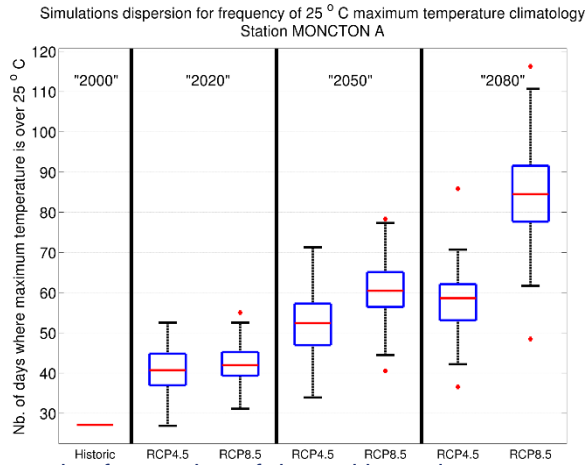 Simulations dispersion for frequency of 25 ° C maximum temperature climatology
Station MONCTON A
Nb. of days where maximum temperature is over 25 ° C
120
110
100
90
80
70
60
50
40
30
"2000" "2020" "2050" "2080"
Historic RCP4.5 RCP8.5 RCP4.5 RCP8.5 RCP4.5 RCP8.5